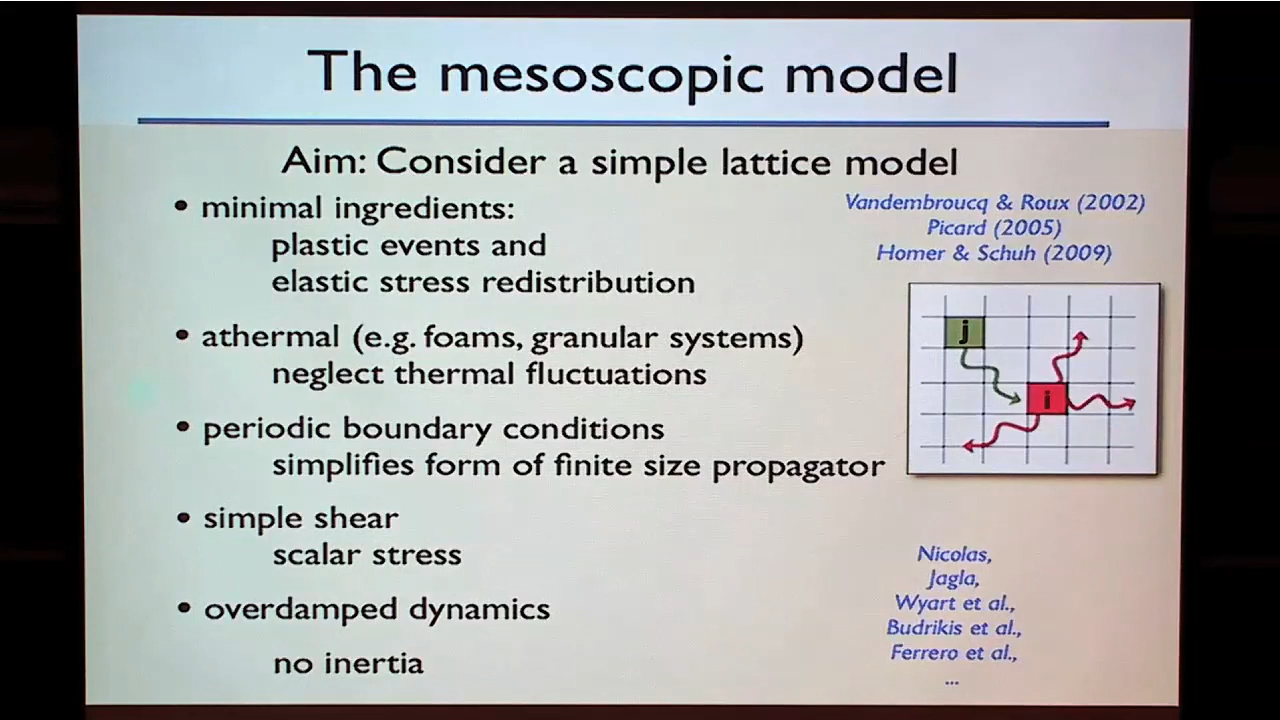 The mesoscopic model
Aim: Consider a simple lattice model
• minimal ingredients:
plastic events and
elastic stress redistribution
Vandembroucq & Roux (2002)
Picard (2005)
Homer & Schuh (2009)
• athermal (e.g. foams, granular systems)
neglect thermal fluctuations
j
i
• periodic boundary conditions
simplifies form of finite size propagator
• simple shear
scalar stress
• overdamped dynamics
no inertia
Nicolas,
Jagla,
Wyart et al.,
Budrikis et al.,
Ferrero et al.,
...